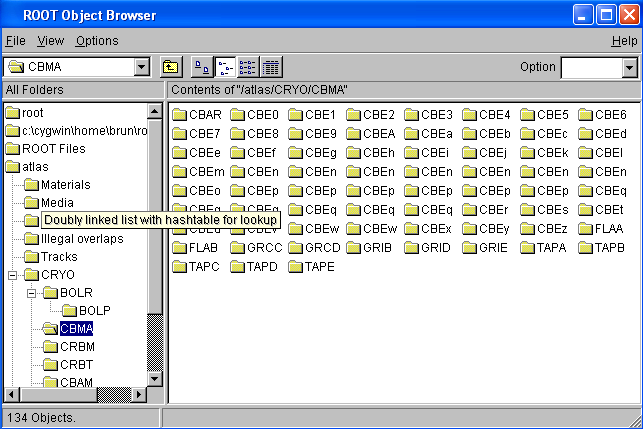 ROOT Object Browser
File View Options Help
CBMA Option
All Folders Contents of "/atlas/CRYO/CBMA"
root
c:\cygwin\home\brun\ro
ROOT Files
atlas
Materials
Media
Doubly linked list with hashtable for lookup
Illegal overlaps
Tracks
CRYO
BOLR
BOLP
CBMA
CRBM
CRBT
CBAM
CBAR CBE0 CBE1 CBE2 CBE3 CBE4 CBE5 CBE6
CBE7 CBE8 CBE9 CBEA CBEa CBEb CBEc CBEd
CBEe CBEf CBEg CBEh CBEi CBEj CBEk CBEl
CBEm CBEn CBEn CBEn CBEn CBEn CBEn CBEn
CBEo CBEp CBEp CBEp CBEp CBEp CBEp CBEq
CBEq CBEq CBEq CBEq CBEr CBEs CBEt
CBEw CBEw CBEx CBEy CBEz FLAA
FLAB GRCC GRCD GRIB GRID GRIE TAPA TAPB
TAPC TAPD TAPE
134 Objects.